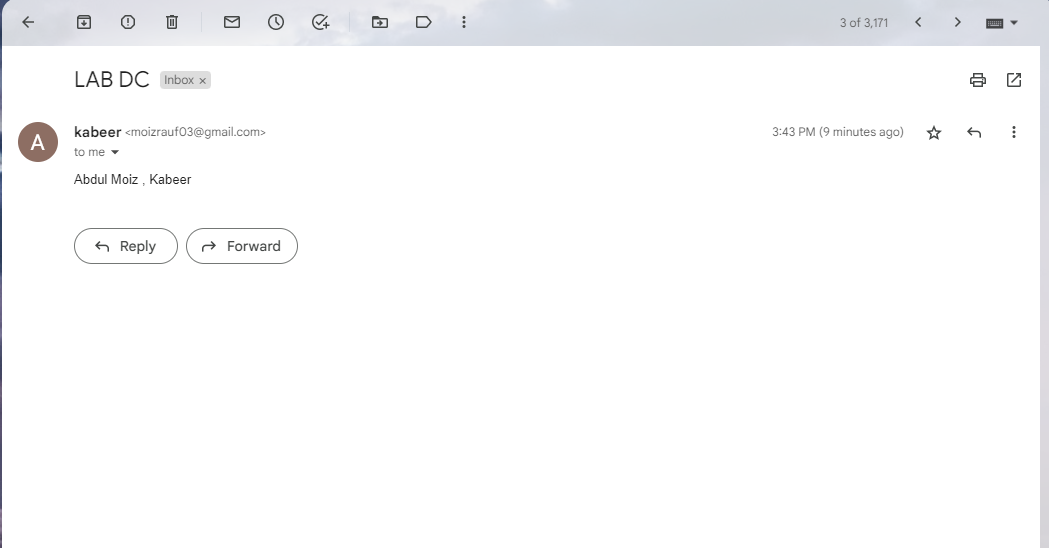 3 of 3,171
LAB DC Inbox ×
A
kabeer <moizrauf03@gmail.com> 3:43 PM (9 minutes ago)
to me
Abdul Moiz , Kabeer
Reply Forward